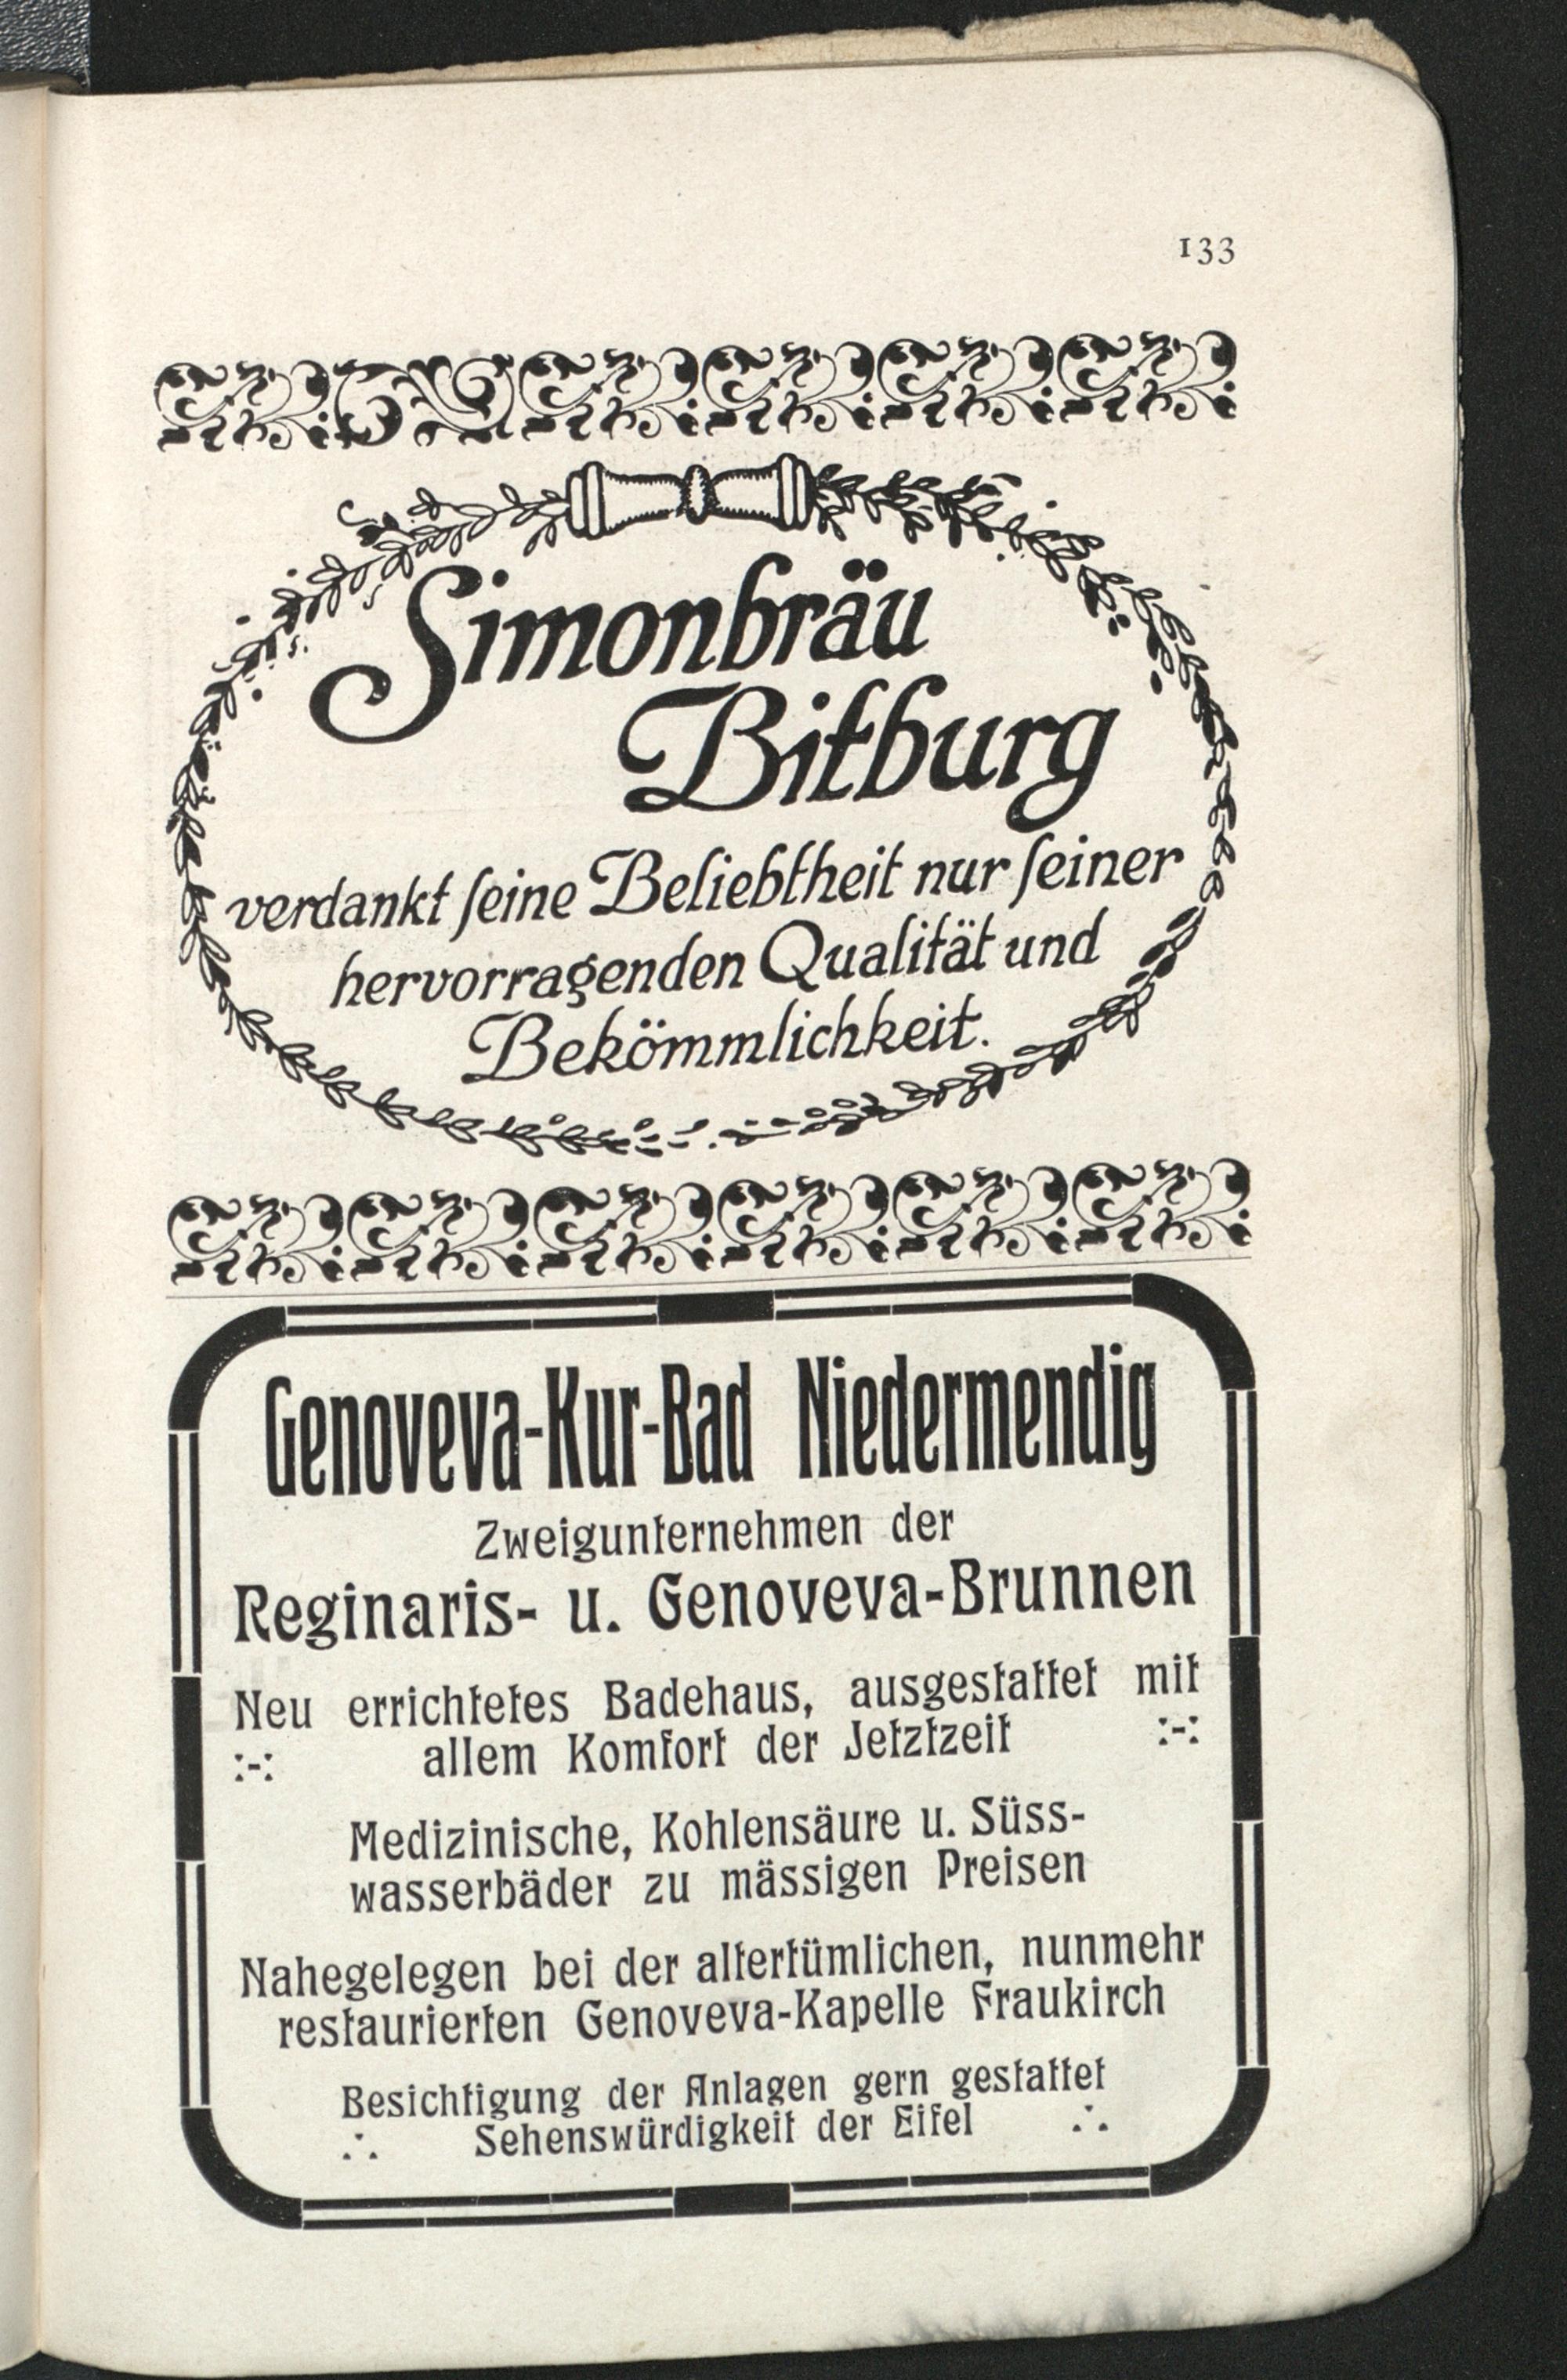 133
Simonbräu
Bitburg
verdankt ſeine Beliebtheit nur ſeiner
hervorragenden Qualität und
Bekömmlichkeit.
Genoveva-Kur-Bad Niedermendig
Zweigunternehmen der
Reginaris- u. Genoveva-Brunnen
Neu errichtetes Badehaus, ausgestattet mit
:-: allem Komfort der Jetztzeit :-:
Medizinische, Kohlensäure u. Süss-
wasserbäder zu mässigen Preisen
Nahegelegen bei der altertümlichen, nunmehr
restaurierten Genoveva-Kapelle Fraukirch
Besichtigung der Anlagen gern gestattet
∴ Sehenswürdigkeit der Eifel ∴